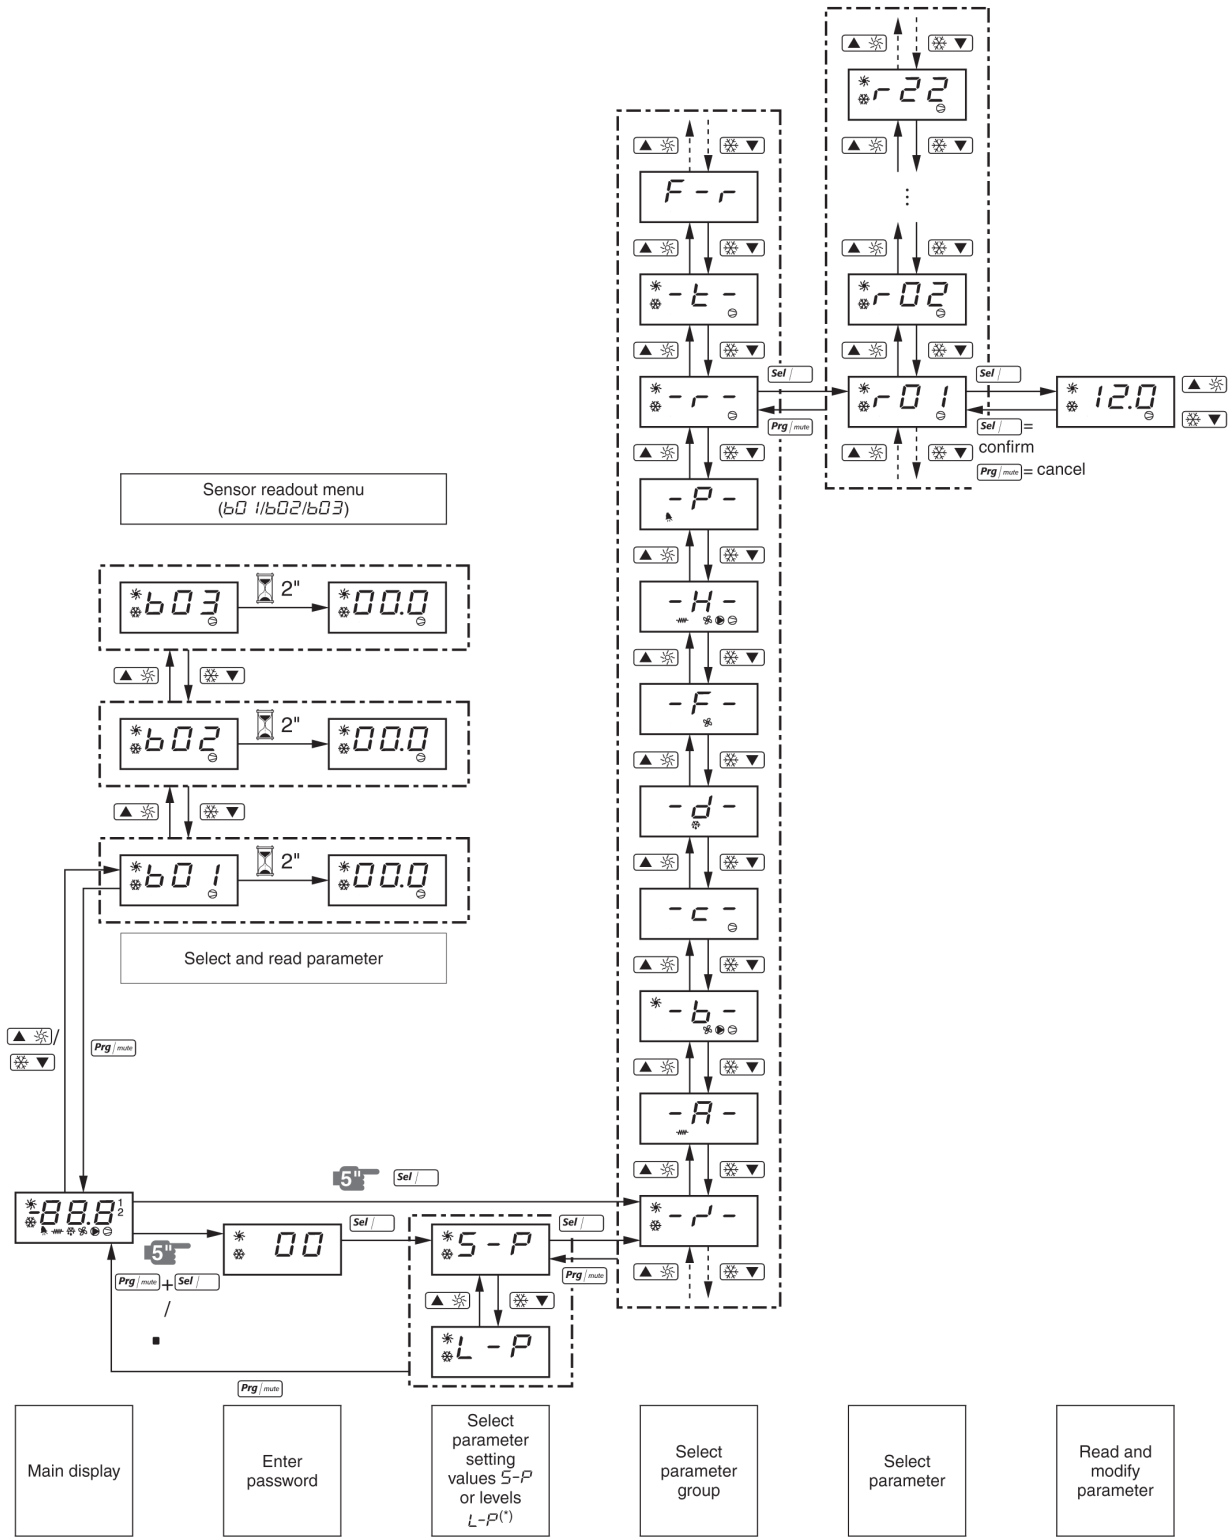 r22
F-r
r02
-t-
Sel
-r-
r01
12.0
Prg/mute
Sel
Sel =
confirm
Prg/mute = cancel
-P-
Sensor readout menu
(b01/b02/b03)
b03
2"
00.0
-H-
b02
2"
00.0
-F-
b01
2"
00.0
-d-
Select and read parameter
-c-
/
Prg/mute
-b-
-A-
5"
Sel
-88.8
1
2
00
Sel
S-P
Sel
-/-
5"
Prg/mute + Sel
/
Prg/mute
L-P
Prg/mute
Main display
Enter
password
Select
parameter
setting
values S-P
or levels
L-P(*)
Select
parameter
group
Select
parameter
Read and
modify
parameter